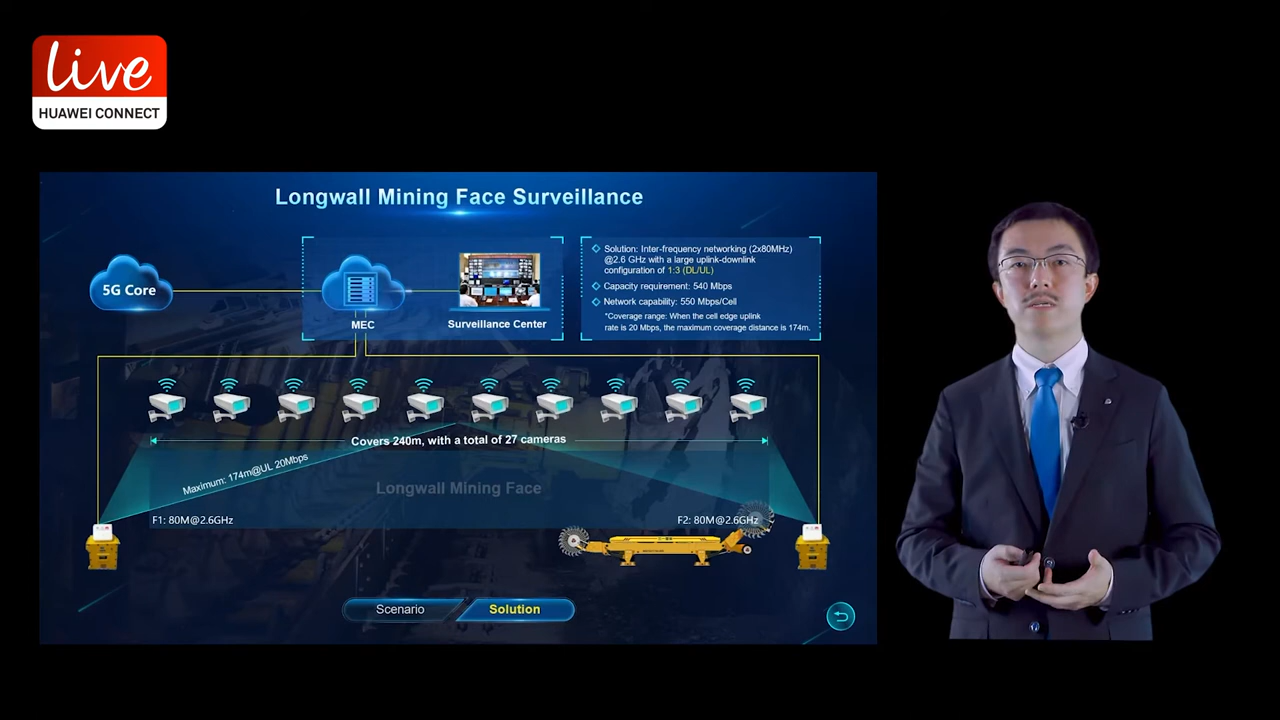 live
HUAWEI CONNECT
Longwall Mining Face Surveillance
5G Core
MEC
Surveillance Center
Solution: Inter-frequency networking (2x80MHz)
@2.6 GHz with a large uplink-downlink
configuration of 1:3 (DL/UL)
Capacity requirement: 540 Mbps
Network capability: 550 Mbps/Cell
*Coverage range: When the cell edge uplink
rate is 20 Mbps, the maximum coverage distance is 174m.
Covers 240m, with a total of 27 cameras
Maximum: 174m@UL 20Mbps
Longwall Mining Face
F1: 80M@2.6GHz
F2: 80M@2.6GHz
Scenario
Solution